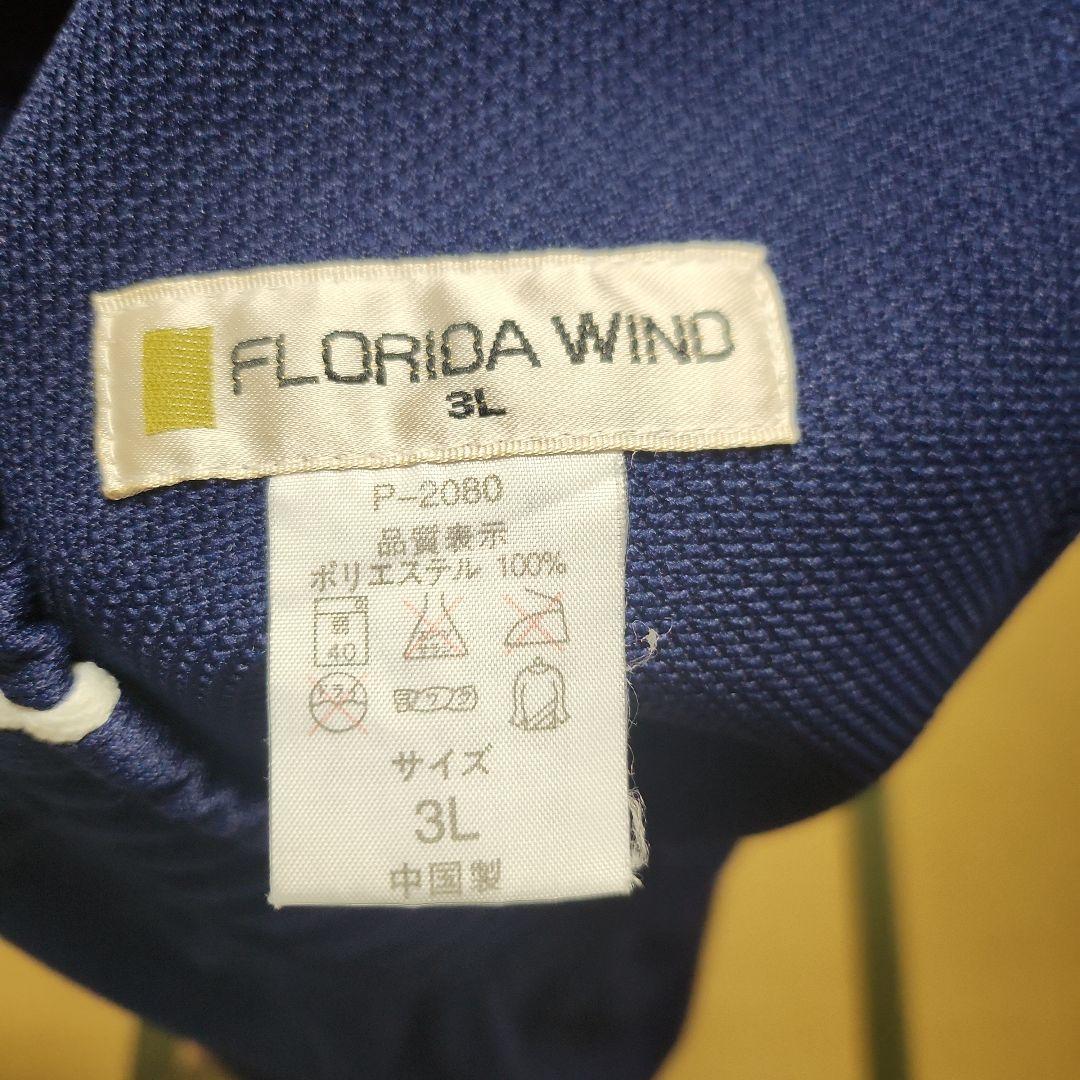 FLORIDA WIND
3L
P-2080
品質表示
ポリエステル 100%
40
サイズ
3L
中国製